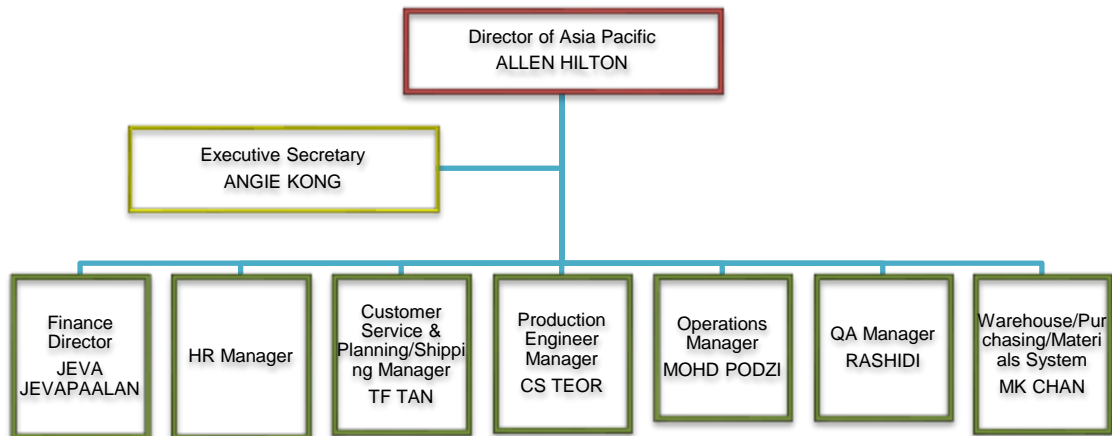 Director of Asia Pacific
ALLEN HILTON
Executive Secretary
ANGIE KONG
Finance
Director
JEVA
JEVAPAALAN
HR Manager
Customer
Service &
Planning/Shippi
ng Manager
TF TAN
Production
Engineer
Manager
CS TEOR
Operations
Manager
MOHD PODZI
QA Manager
RASHIDI
Warehouse/Pur
chasing/Materi
als System
MK CHAN